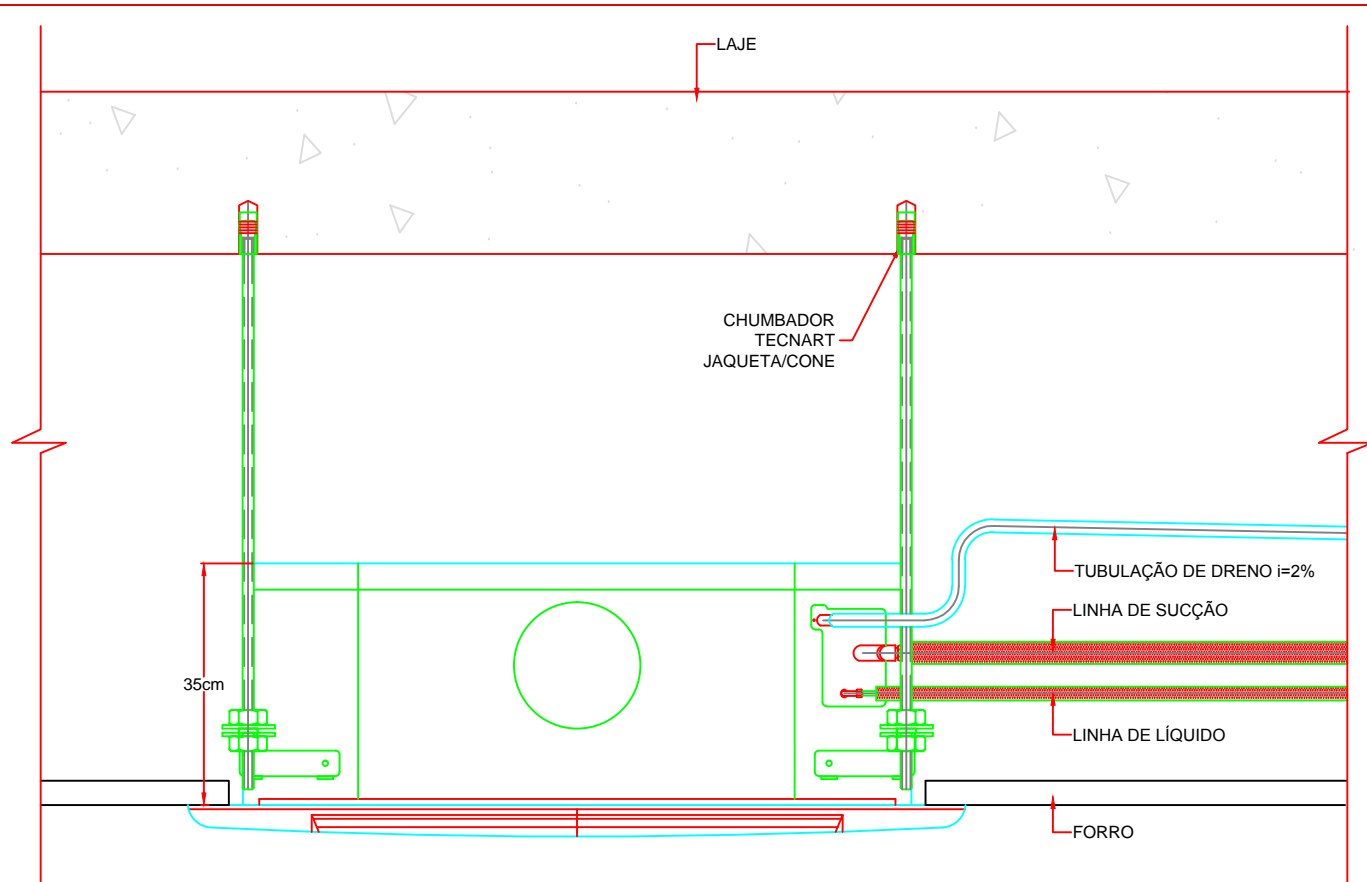 LAJE
CHUMBADOR
TECNART
JAQUETA/CONE
TUBULAÇÃO DE DRENO i=2%
LINHA DE SUCÇÃO
35cm
LINHA DE LÍQUIDO
FORRO